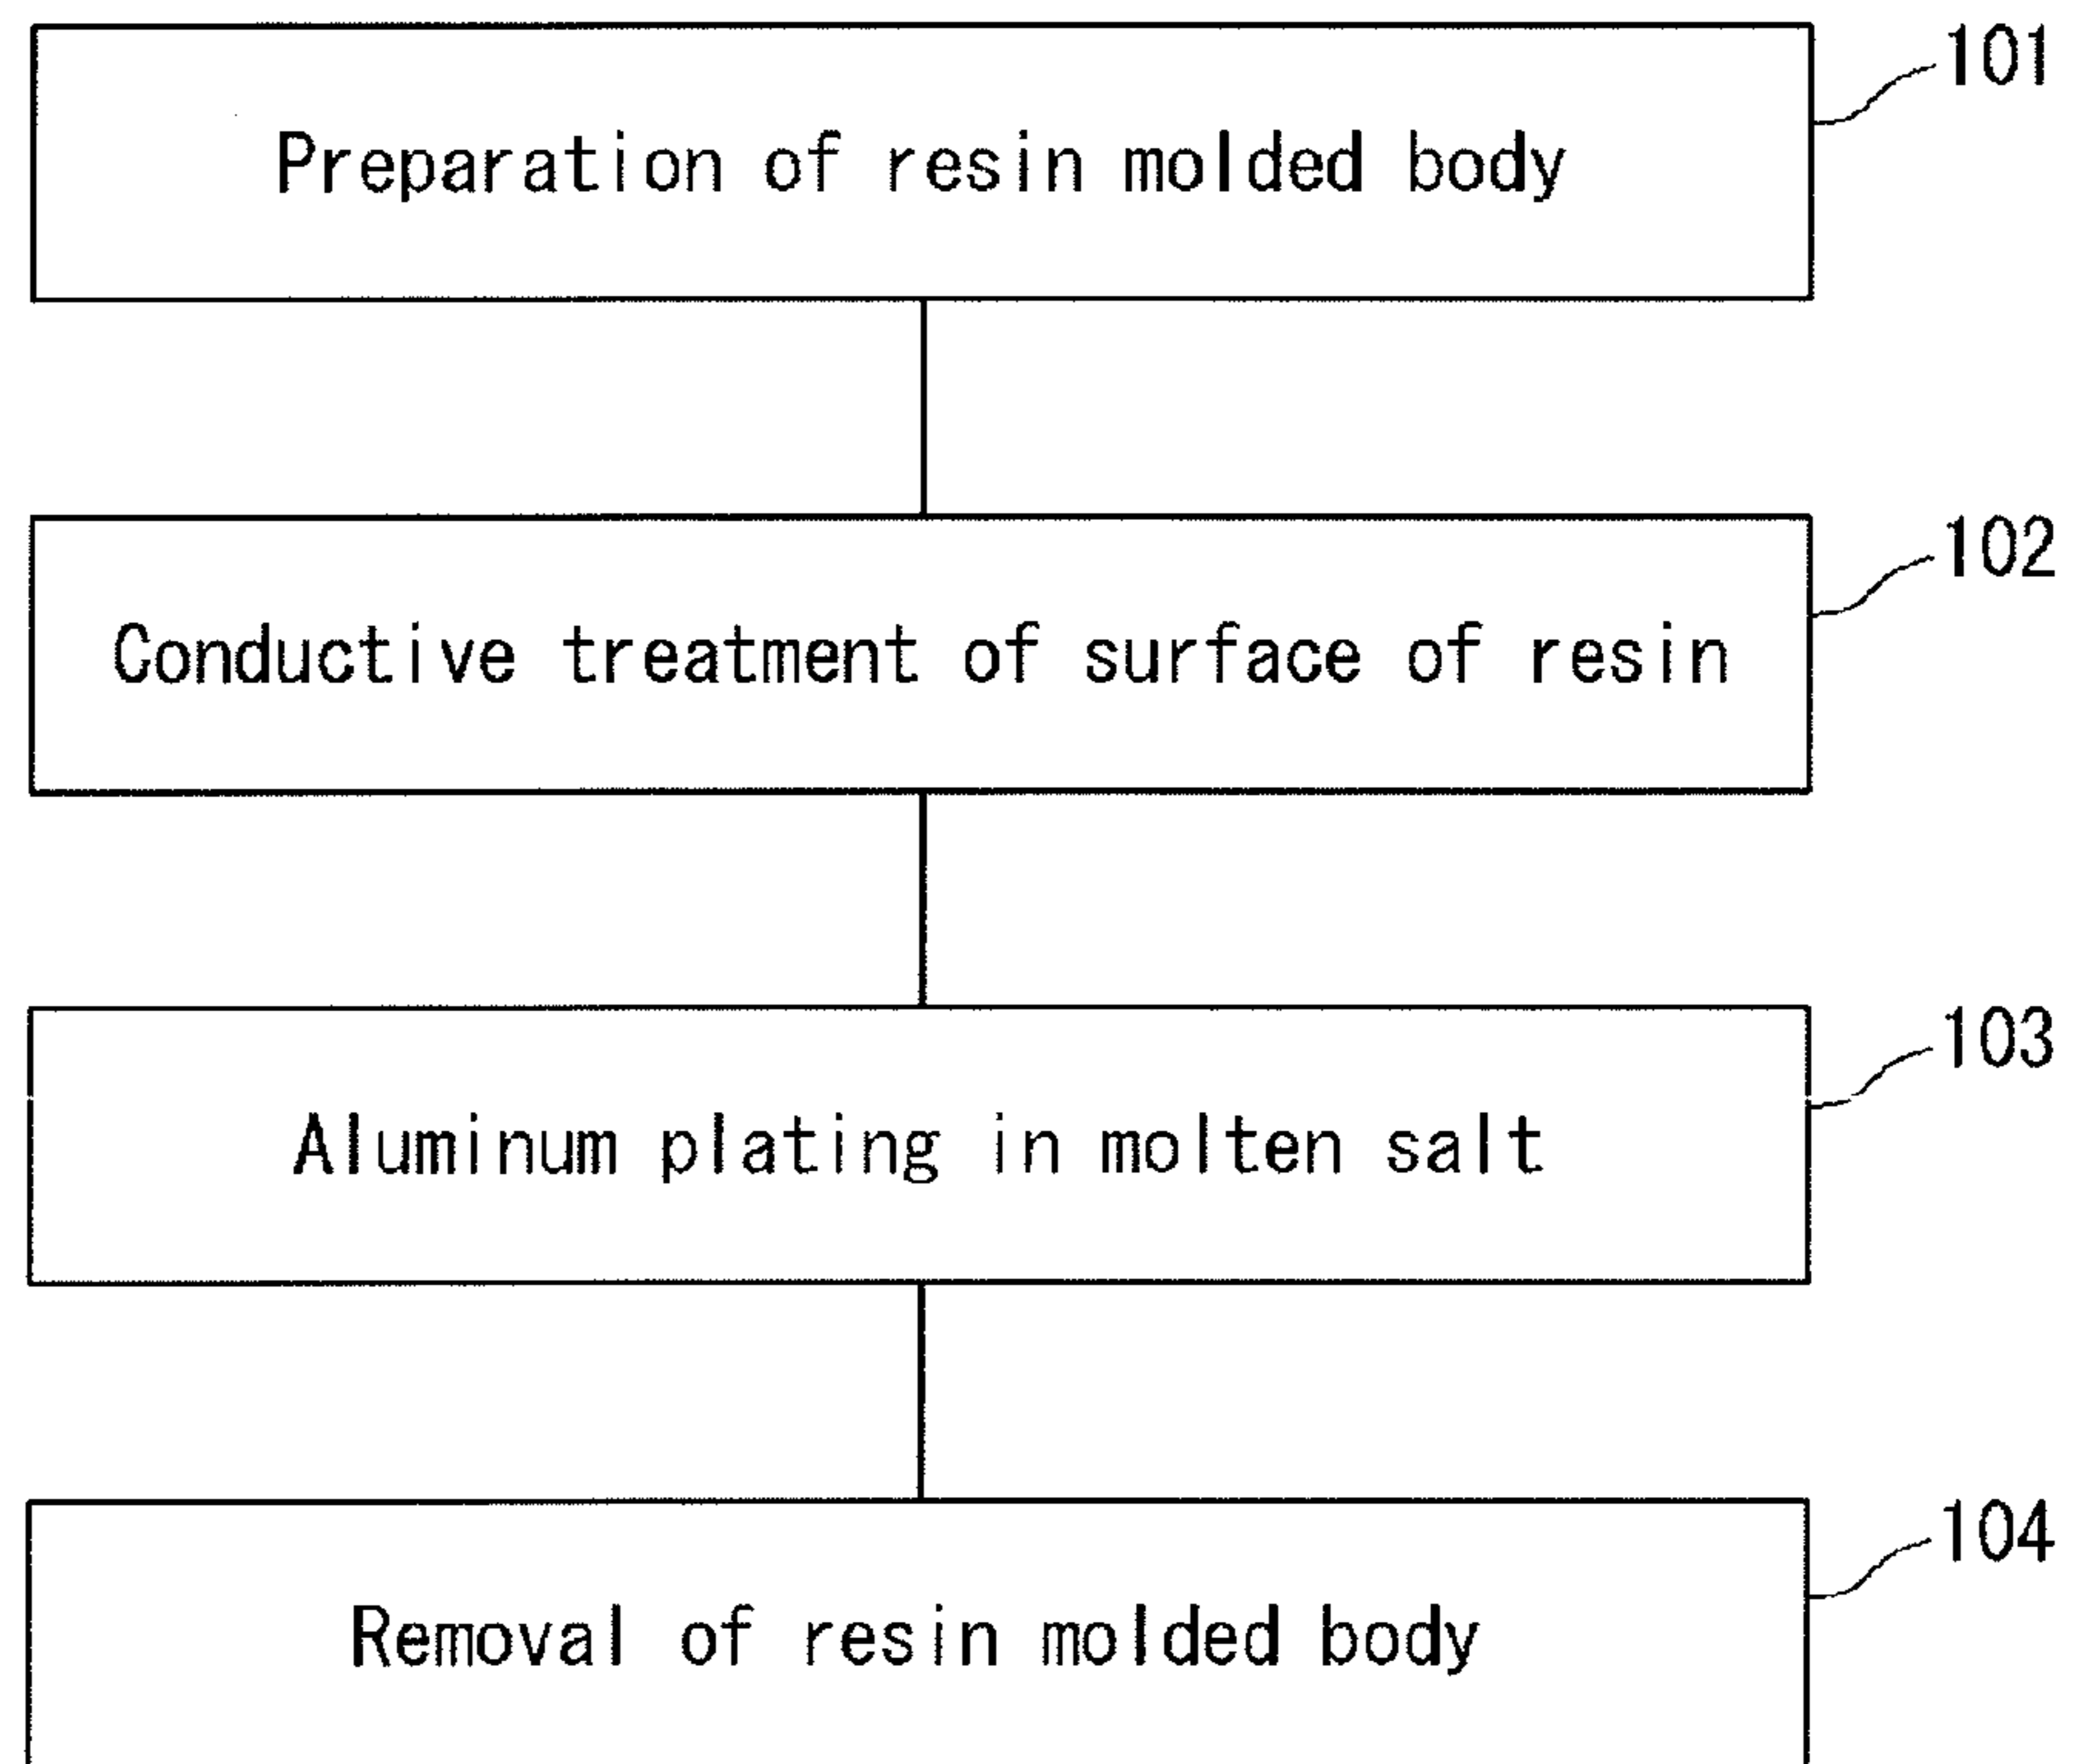 101
Preparation of resin molded body
102
Conductive treatment of surface of resin
103
Aluminum plating in molten salt
104
Removal of resin molded body